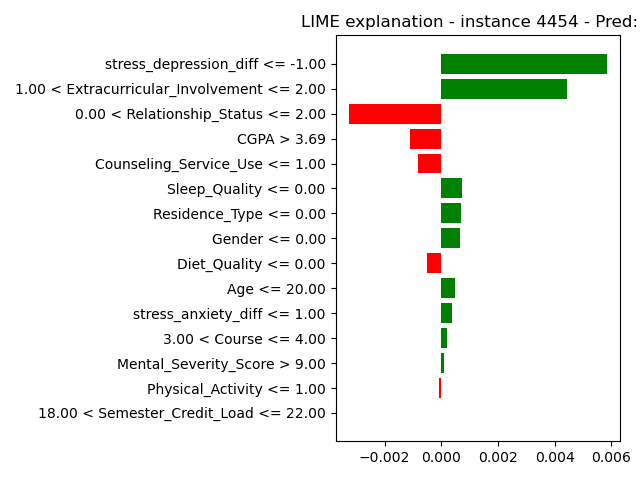 LIME explanation - instance 4454 - Pred:
stress_depression_diff <= -1.00
1.00 < Extracurricular_Involvement <= 2.00
0.00 < Relationship_Status <= 2.00
CGPA > 3.69
Counseling_Service_Use <= 1.00
Sleep_Quality <= 0.00
Residence_Type <= 0.00
Gender <= 0.00
Diet_Quality <= 0.00
Age <= 20.00
stress_anxiety_diff <= 1.00
3.00 < Course <= 4.00
Mental_Severity_Score > 9.00
Physical_Activity <= 1.00
18.00 < Semester_Credit_Load <= 22.00
−0.002 0.000 0.002 0.004 0.006